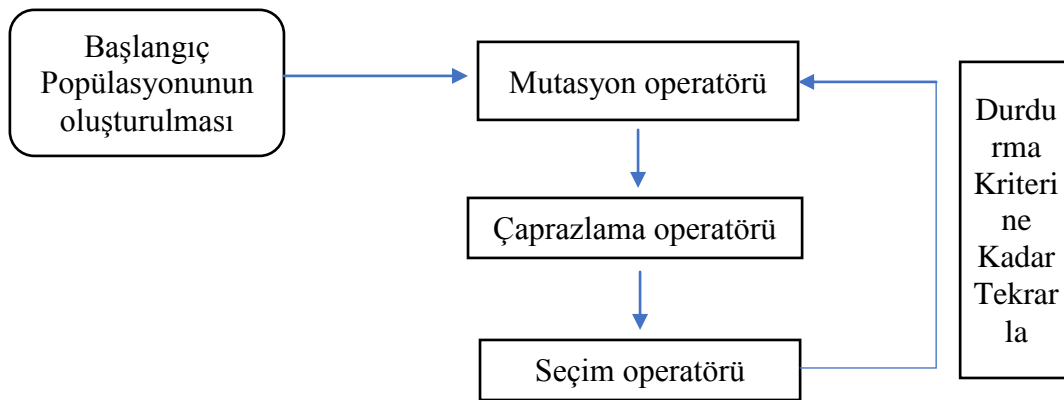 Başlangıç
Popülasyonunun
oluşturulması
Mutasyon operatörü
Çaprazlama operatörü
Seçim operatörü
Durdu
rma
Kriteri
ne
Kadar
Tekrar
la